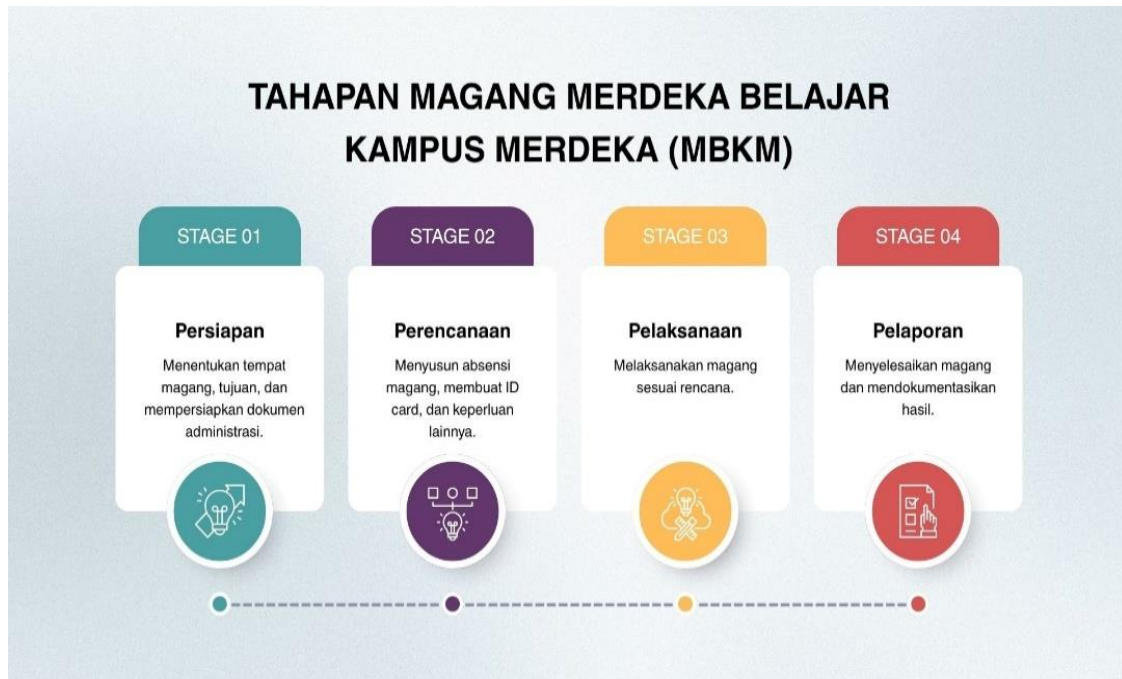 TAHAPAN MAGANG MERDEKA BELAJAR
KAMPUS MERDEKA (MBKM)
STAGE 01
Persiapan
Menentukan tempat
magang, tujuan, dan
mempersiapkan dokumen
administrasi.
STAGE 02
Perencanaan
Menyusun absensi
magang, membuat ID
card, dan keperluan
lainnya.
STAGE 03
Pelaksanaan
Melaksanakan magang
sesuai rencana.
STAGE 04
Pelaporan
Menyelesaikan magang
dan mendokumentasikan
hasil.